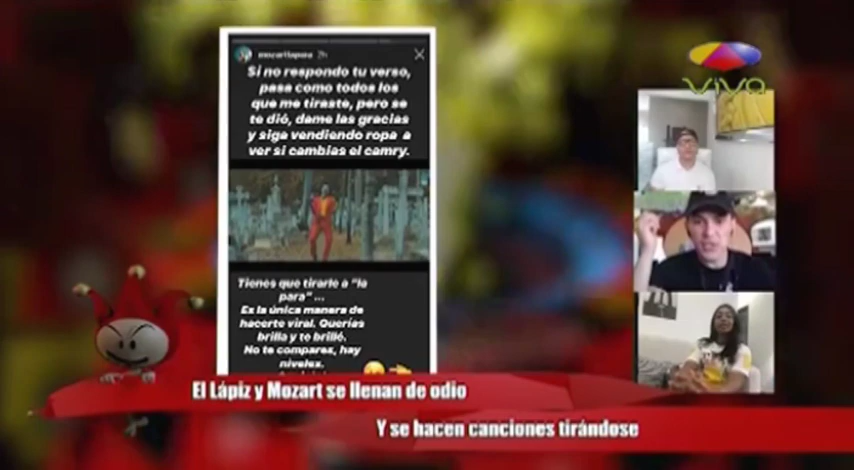 mozartlapara 2h
Si no respondo tu verso,
pasa como todos los
que me tiraste, pero se
te dió, dame las gracias
y siga vendiendo ropa a
ver si cambias el camry.
Tienes que tirarle a "la
para" ...
Es la única manera de
hacerte viral. Querías
brilla y te brillé.
No te compares, hay
niveles.
VIVA
El Lápiz y Mozart se llenan de odio
Y se hacen canciones tirándose